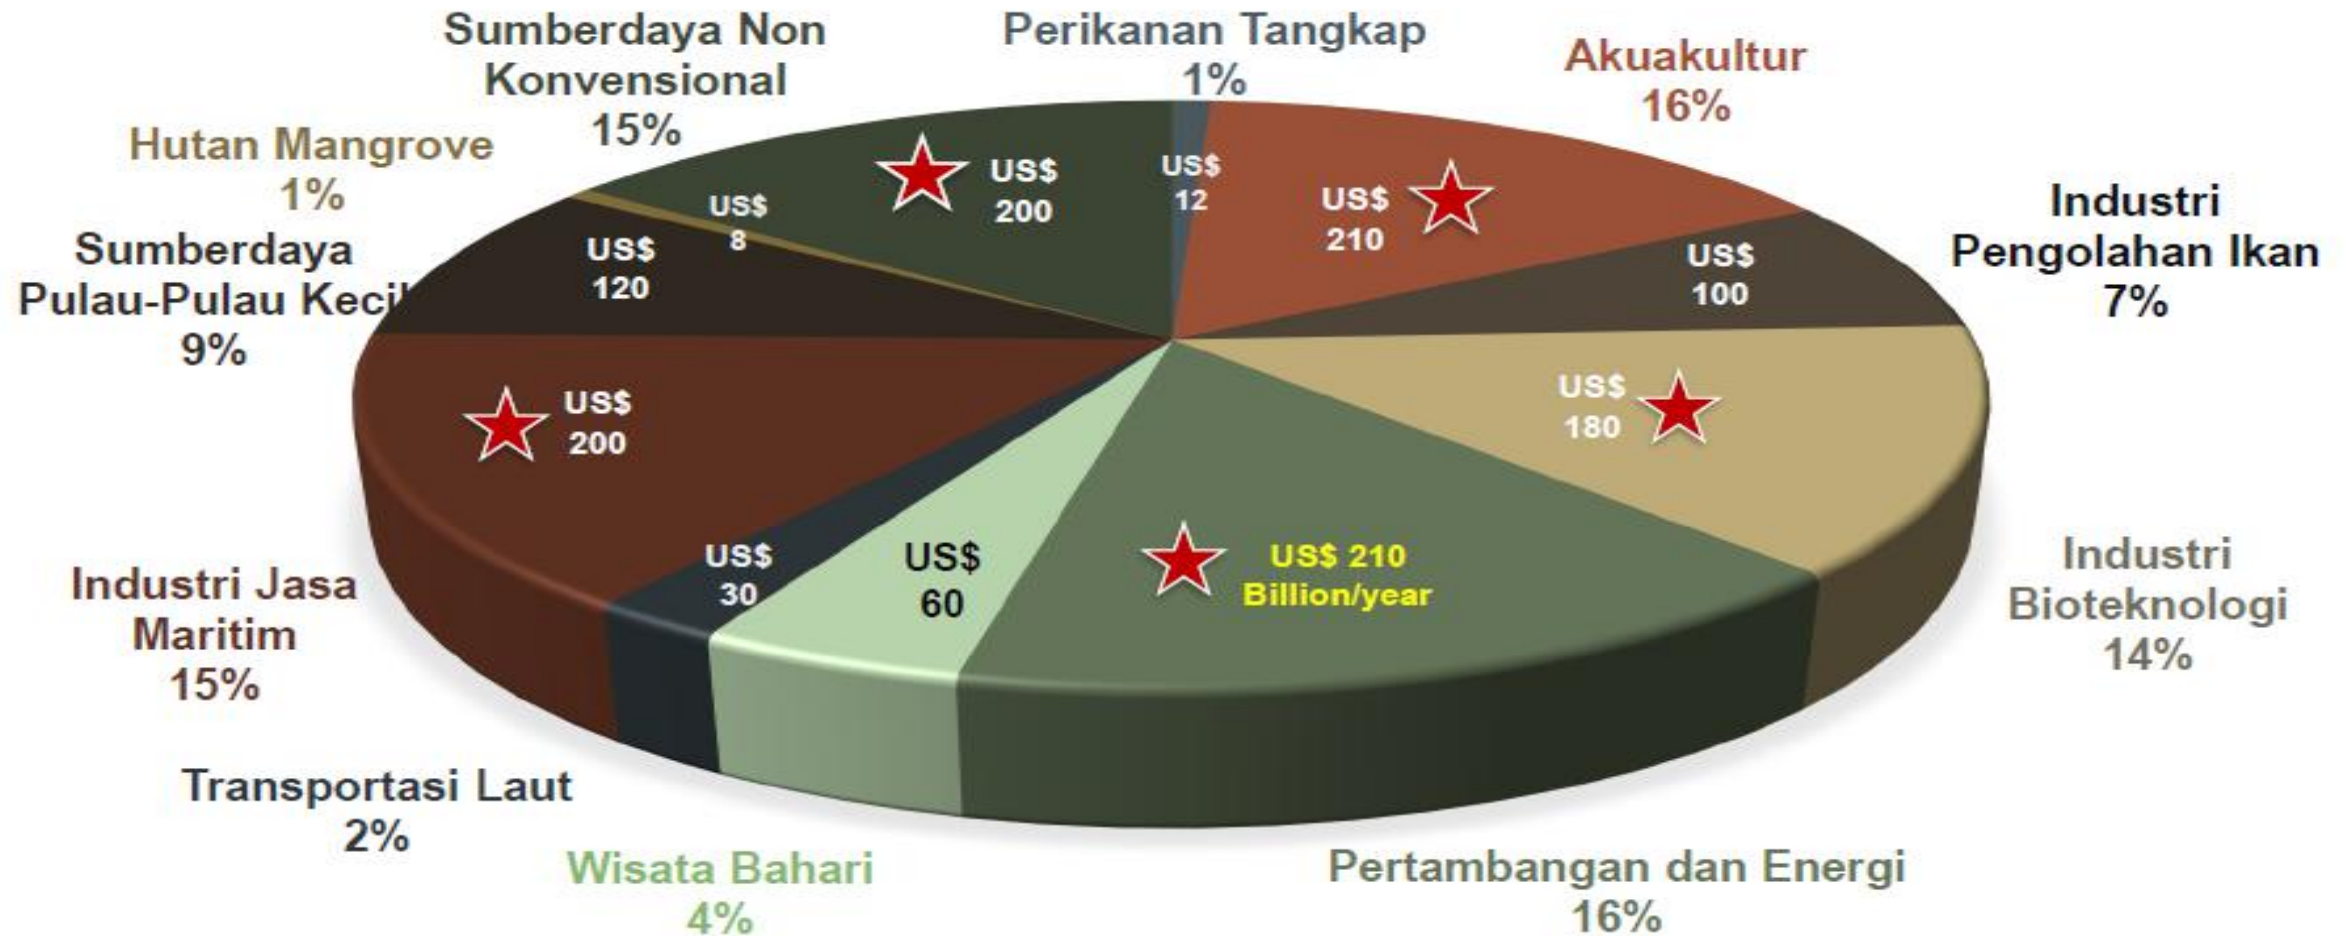 Sumberdaya Non
Konvensional
15%
Perikanan Tangkap
1%
Akuakultur
16%
Hutan Mangrove
1%
Industri
Pengolahan Ikan
7%
Sumberdaya
Pulau-Pulau Kecil
9%
US$
200
US$
12
US$
210
US$
8
US$
120
US$
100
US$
200
US$
180
US$
30
US$
60
US$ 210
Billion/year
Industri Jasa
Maritim
15%
Industri
Bioteknologi
14%
Transportasi Laut
2%
Wisata Bahari
4%
Pertambangan dan Energi
16%